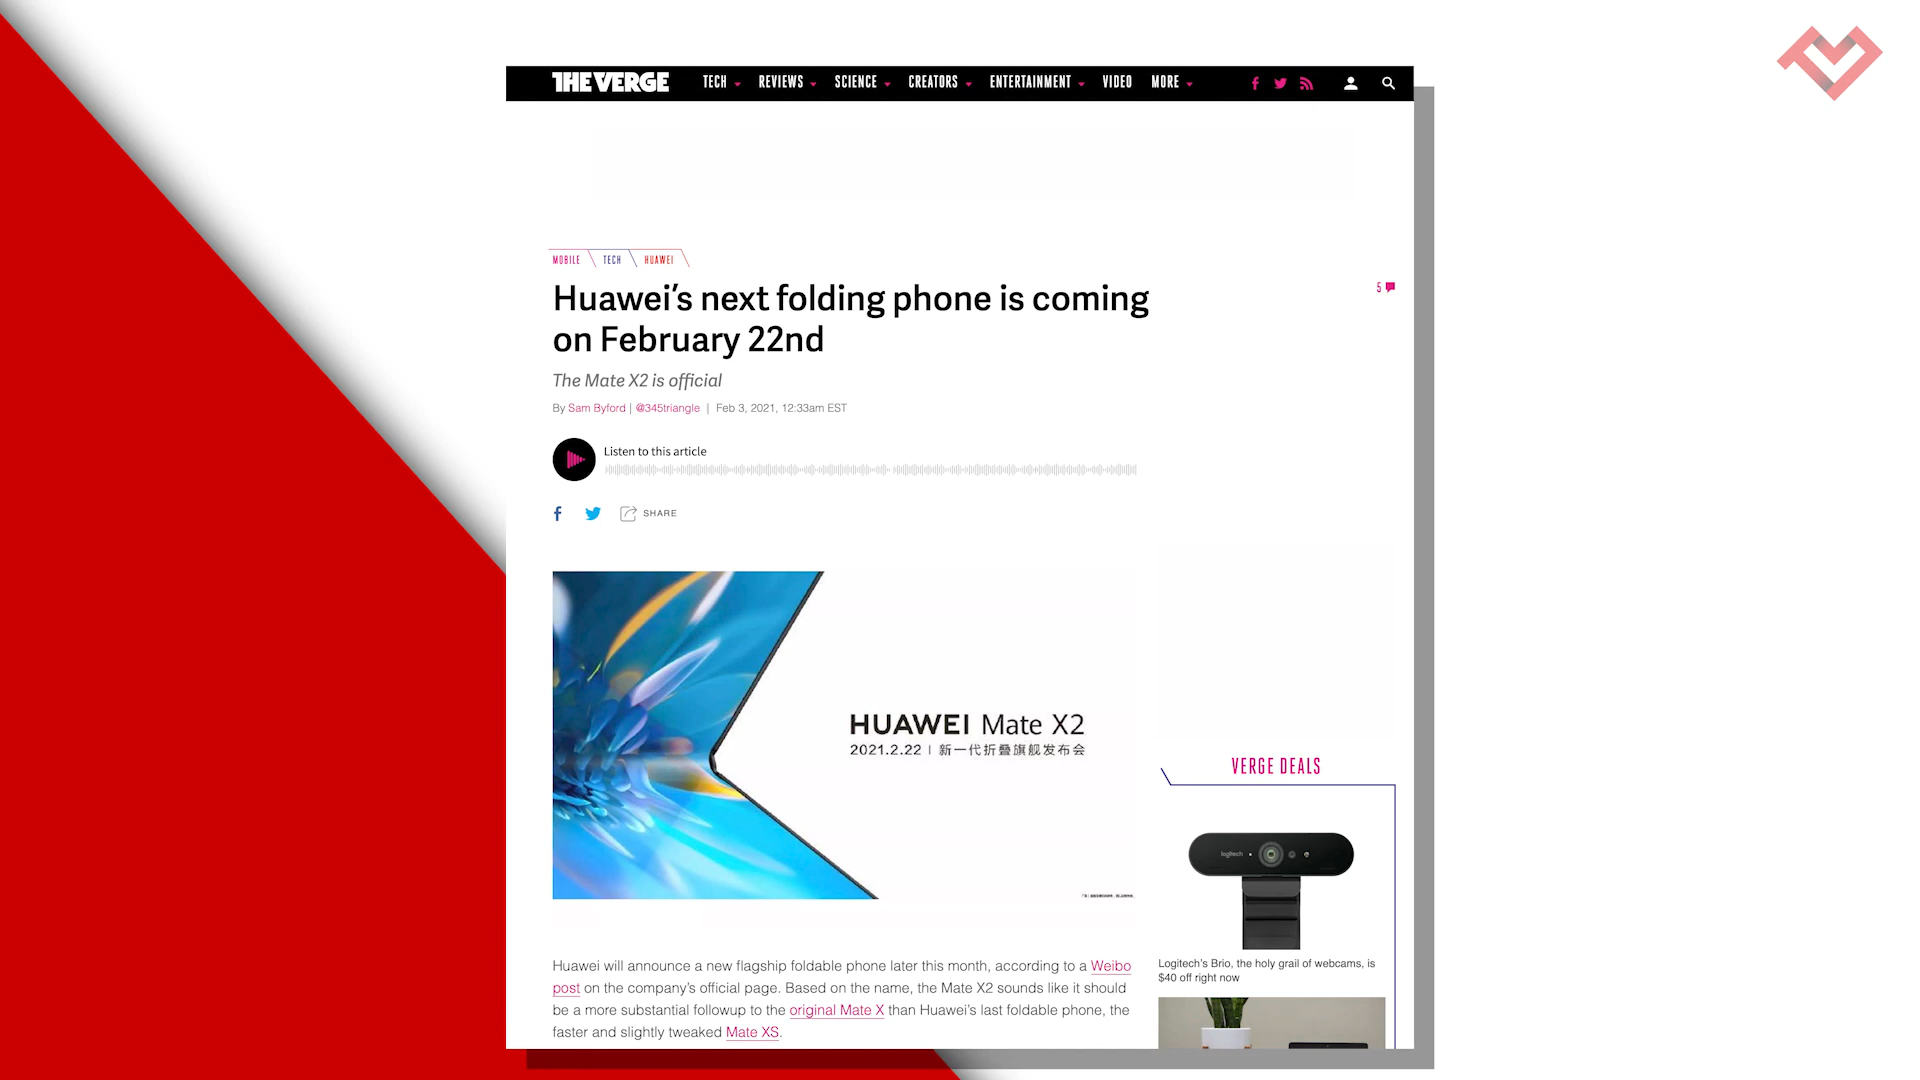 THE VERGE TECH REVIEWS SCIENCE CREATORS ENTERTAINMENT VIDEO MORE
MOBILE TECH HUAWEI
Huawei's next folding phone is coming
on February 22nd
5
The Mate X2 is official
By Sam Byford | @345triangle | Feb 3, 2021, 12:33am EST
Listen to this article
SHARE
HUAWEI Mate X2
2021.2.22 | 新一代折叠旗舰发布会
VERGE DEALS
logitech
Huawei will announce a new flagship foldable phone later this month, according to a Weibo
post on the company's official page. Based on the name, the Mate X2 sounds like it should
be a more substantial followup to the original Mate X than Huawei's last foldable phone, the
faster and slightly tweaked Mate XS.
Logitech's Brio, the holy grail of webcams, is
$40 off right now